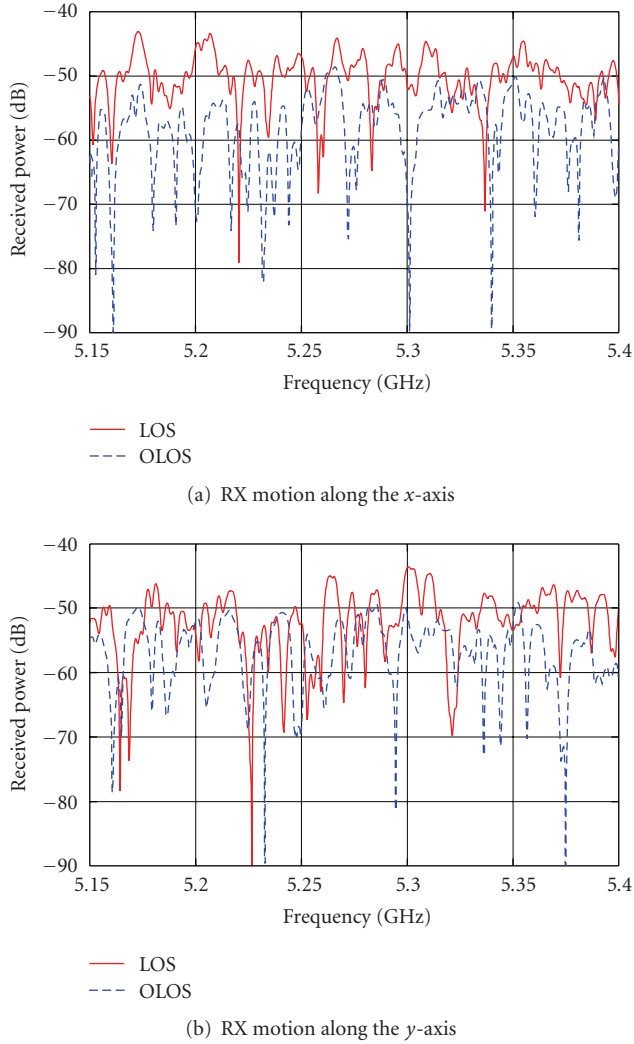 −40
−50
−60
−70
−80
−90
Received power (dB)
5.15 5.2 5.25 5.3 5.35 5.4
Frequency (GHz)
LOS
OLOS
(a) RX motion along the x-axis
−40
−50
−60
−70
−80
−90
Received power (dB)
5.15 5.2 5.25 5.3 5.35 5.4
Frequency (GHz)
LOS
OLOS
(b) RX motion along the y-axis